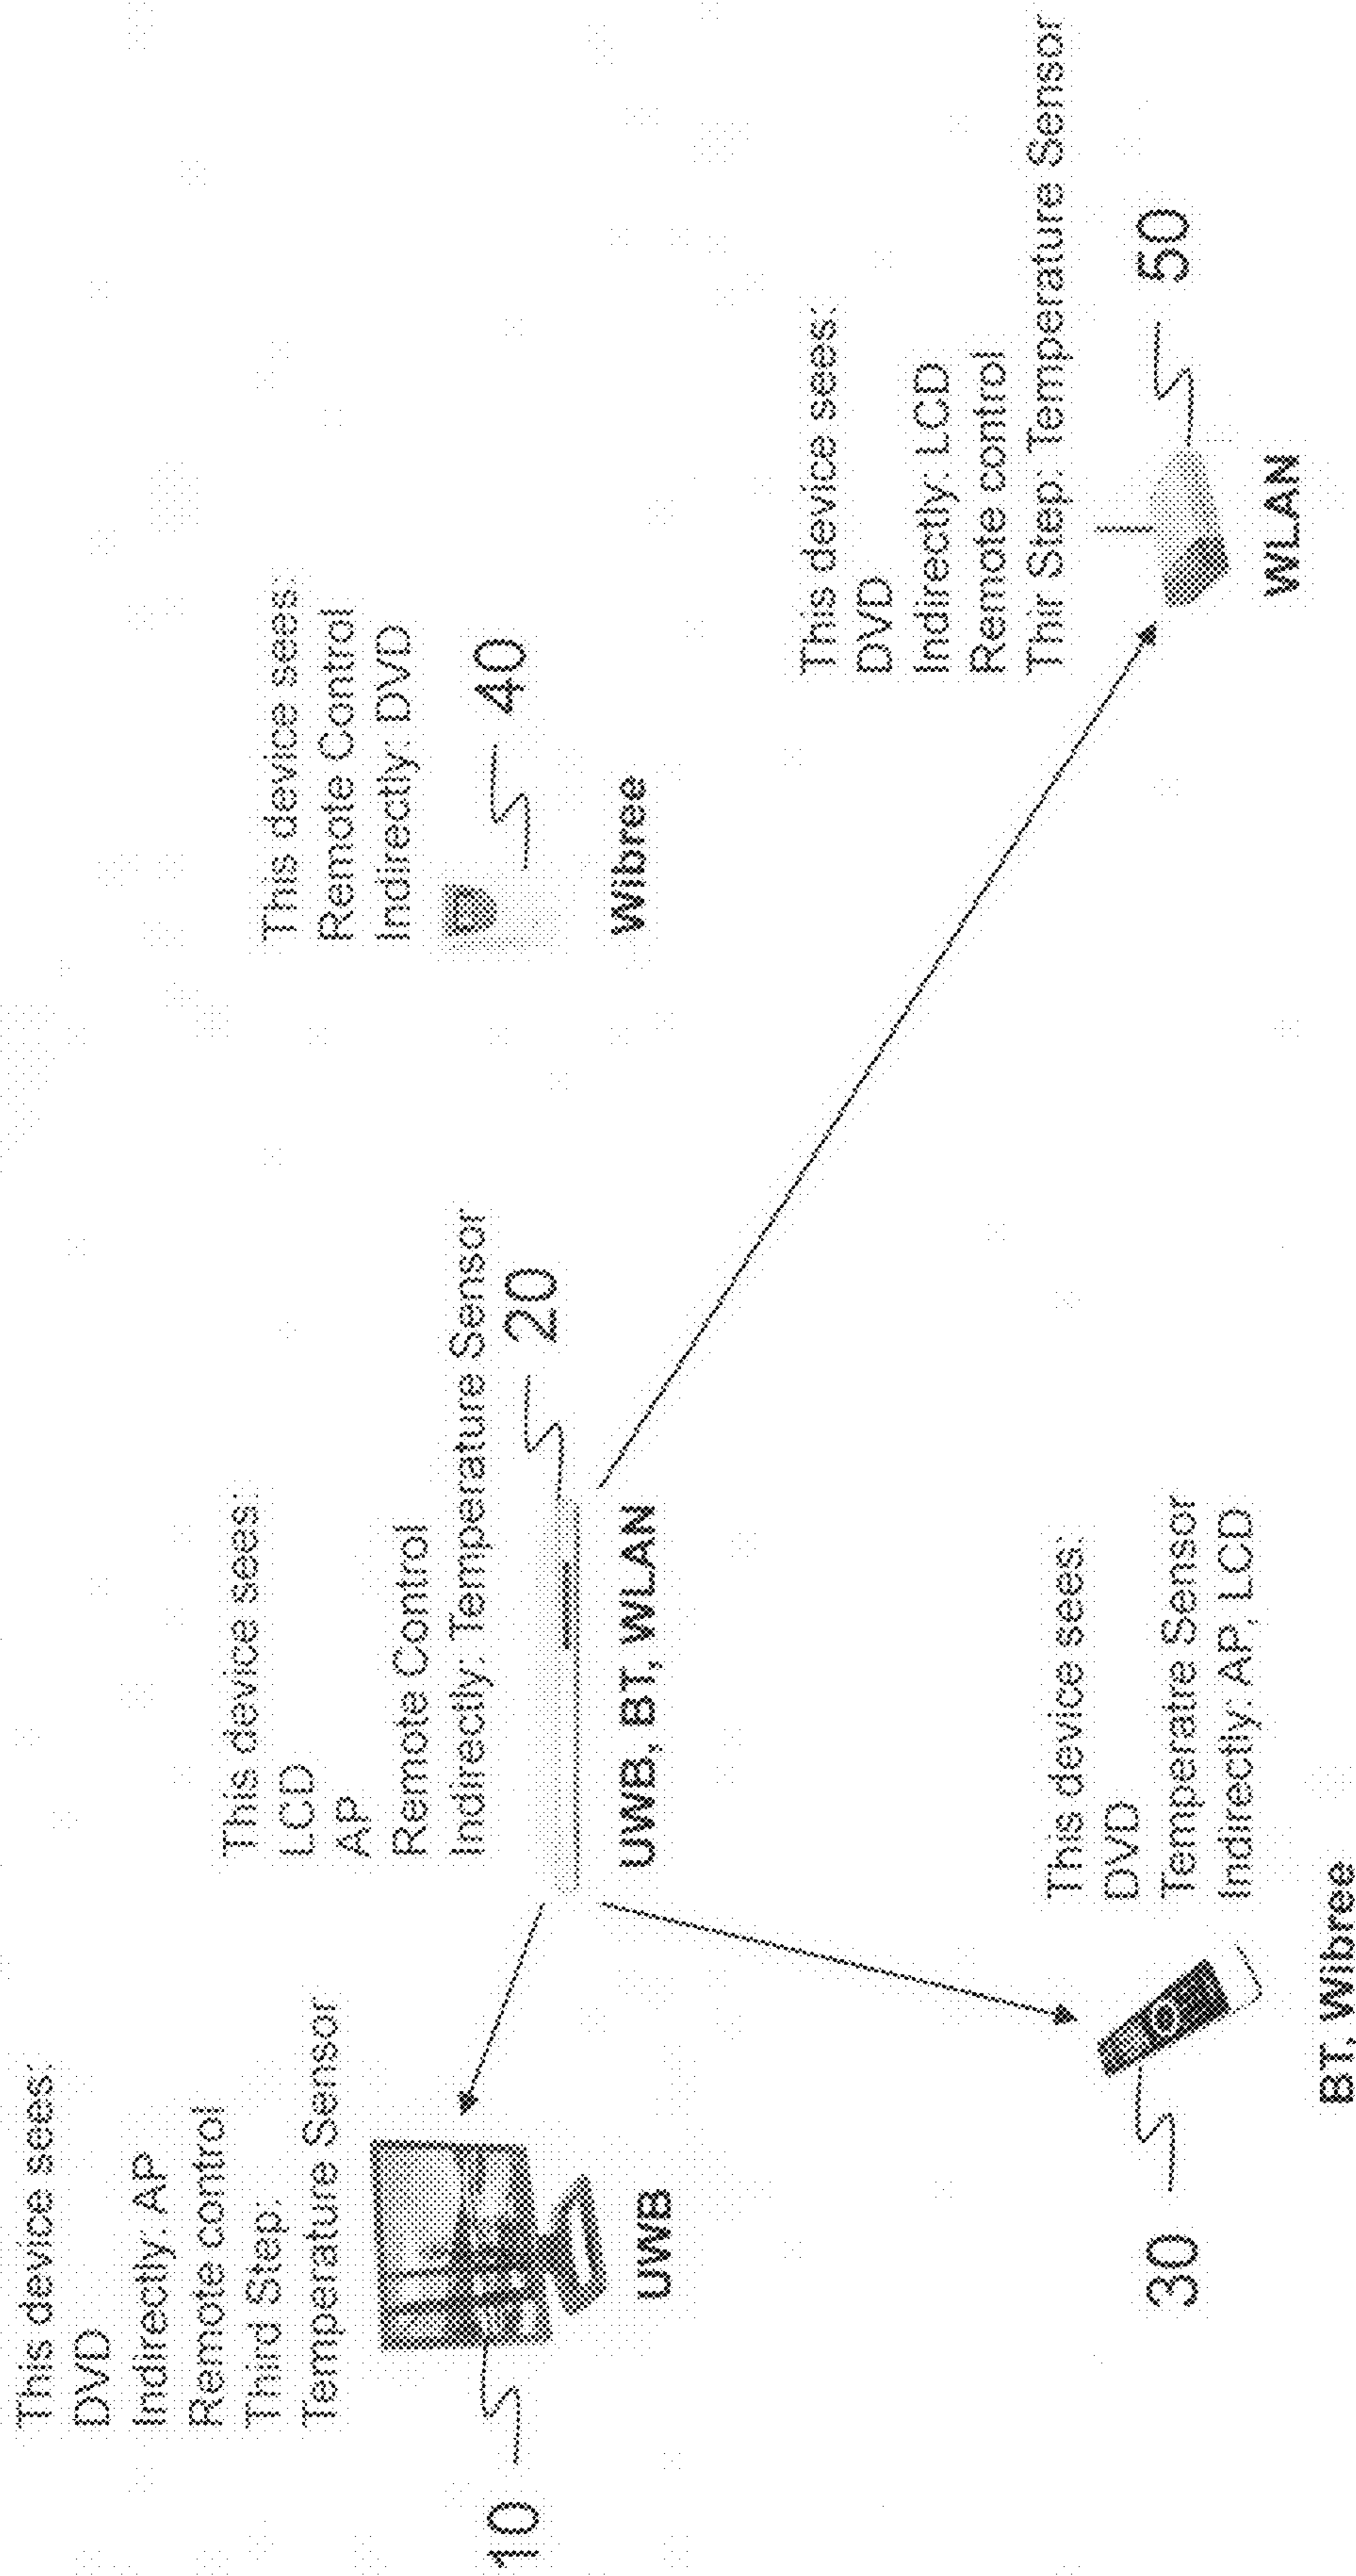 This device sees:
DVD
Indirectly: AP
Remote control
Third Step:
Temperature Sensor
10
UWB
This device sees:
LCD
AP
Remote Control
Indirectly: Temperature Sensor
20
UWB, BT, WLAN
This device sees:
Remote Control
Indirectly: DVD
40
Wibree
This device sees:
DVD
Temperatire Sensor
Indirectly: AP, LCD
30
BT, Wibree
This device sees:
DVD
Indirectly: LCD
Remote control
Thir Step: Temperature Sensor
50
WLAN